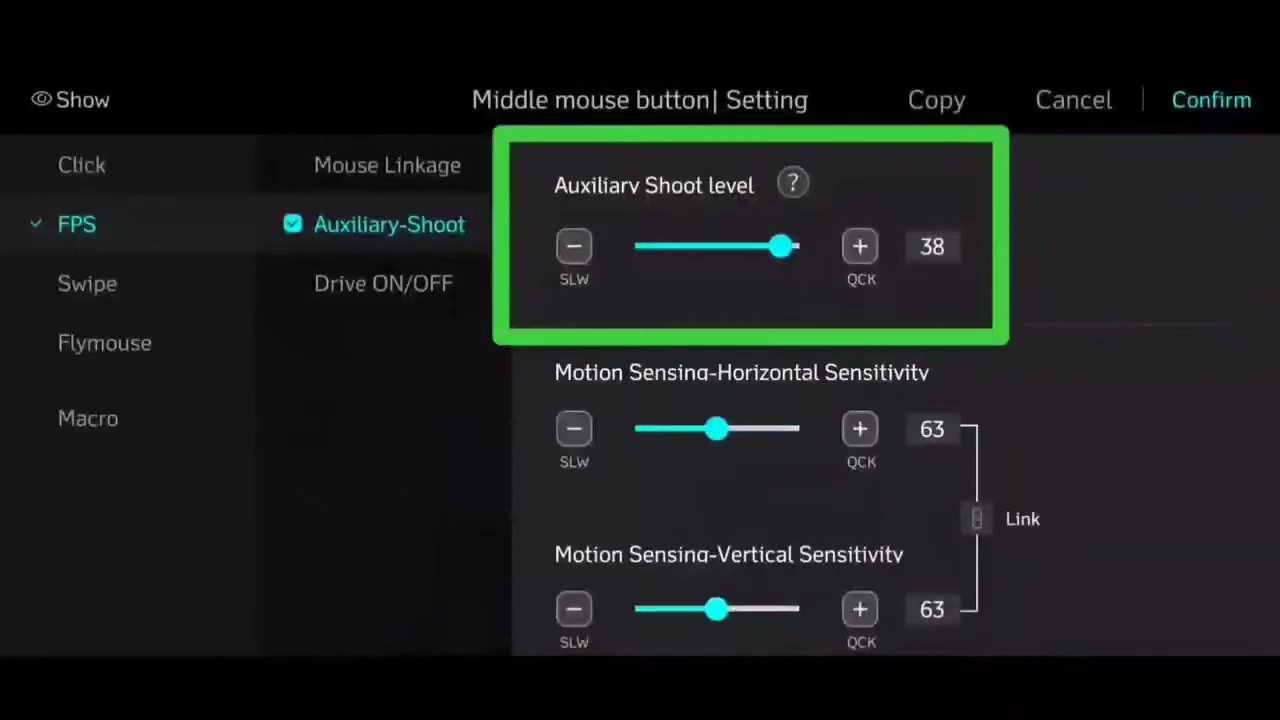 Show
Middle mouse button| Setting
Copy
Cancel
Confirm
Click
FPS
Swipe
Flymouse
Macro
Mouse Linkage
Auxiliary-Shoot
Drive ON/OFF
Auxiliary Shoot level ?
38
SLW
QCK
Motion Sensing-Horizontal Sensitivity
63
SLW
QCK
Link
Motion Sensing-Vertical Sensitivity
63
SLW
QCK